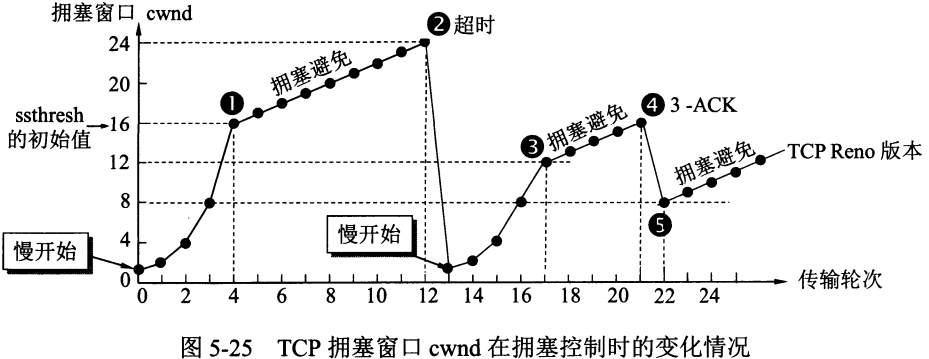 拥塞窗口 cwnd
❷超时
24
20
16
12
8
4
0
ssthresh
的初始值
❶
拥塞避免
❸
拥塞避免
❹ 3 -ACK
❺
拥塞避免
TCP Reno 版本
慢开始
慢开始
0 2 4 6 8 10 12 14 16 18 20 22 24
传输轮次
图 5-25 TCP 拥塞窗口 cwnd 在拥塞控制时的变化情况